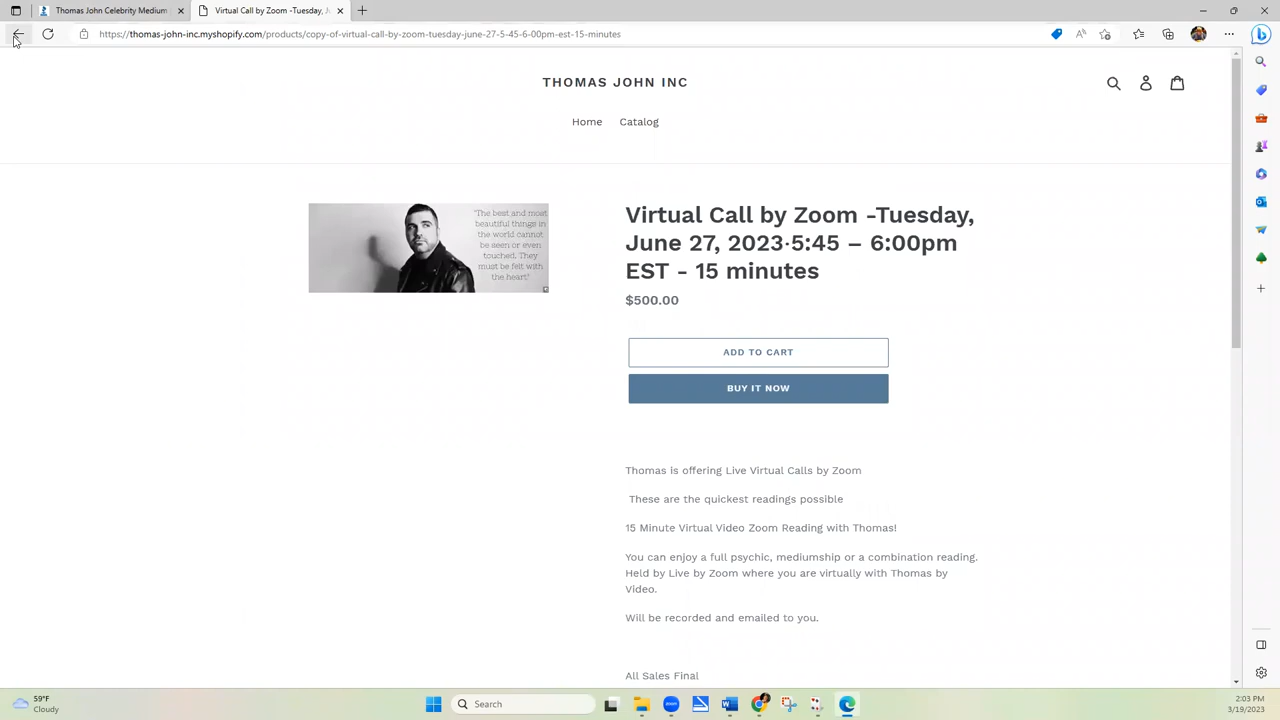 Thomas John Celebrity Medium
Virtual Call by Zoom -Tuesday, J
https://thomas-john-inc.myshopify.com/products/copy-of-virtual-call-by-zoom-tuesday-june-27-5-45-6-00pm-est-15-minutes
THOMAS JOHN INC
Home Catalog
"The best and most
beautiful things in
the world cannot
be seen or even
touched. They
must be felt with
the heart"
Virtual Call by Zoom -Tuesday,
June 27, 2023·5:45 – 6:00pm
EST - 15 minutes
$500.00
ADD TO CART
BUY IT NOW
Thomas is offering Live Virtual Calls by Zoom
These are the quickest readings possible
15 Minute Virtual Video Zoom Reading with Thomas!
You can enjoy a full psychic, mediumship or a combination reading.
Held by Live by Zoom where you are virtually with Thomas by
Video.
Will be recorded and emailed to you.
All Sales Final
59°F
Cloudy
Search
2:03 PM
3/19/2023